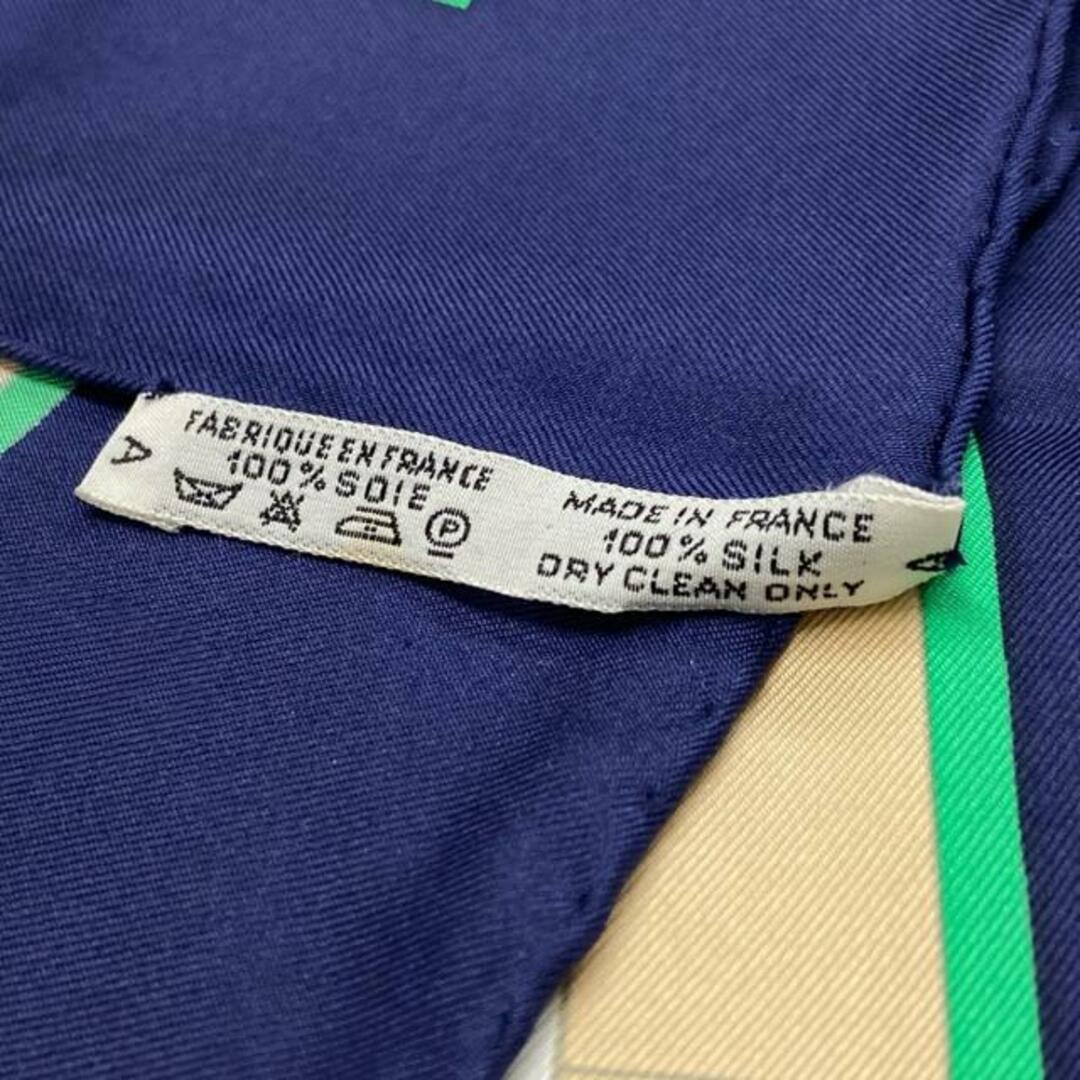 A
FABRIQUE EN FRANCE
100% SOIE
P
MADE IN FRANCE
100% SILK
DRY CLEAN ONLY
A